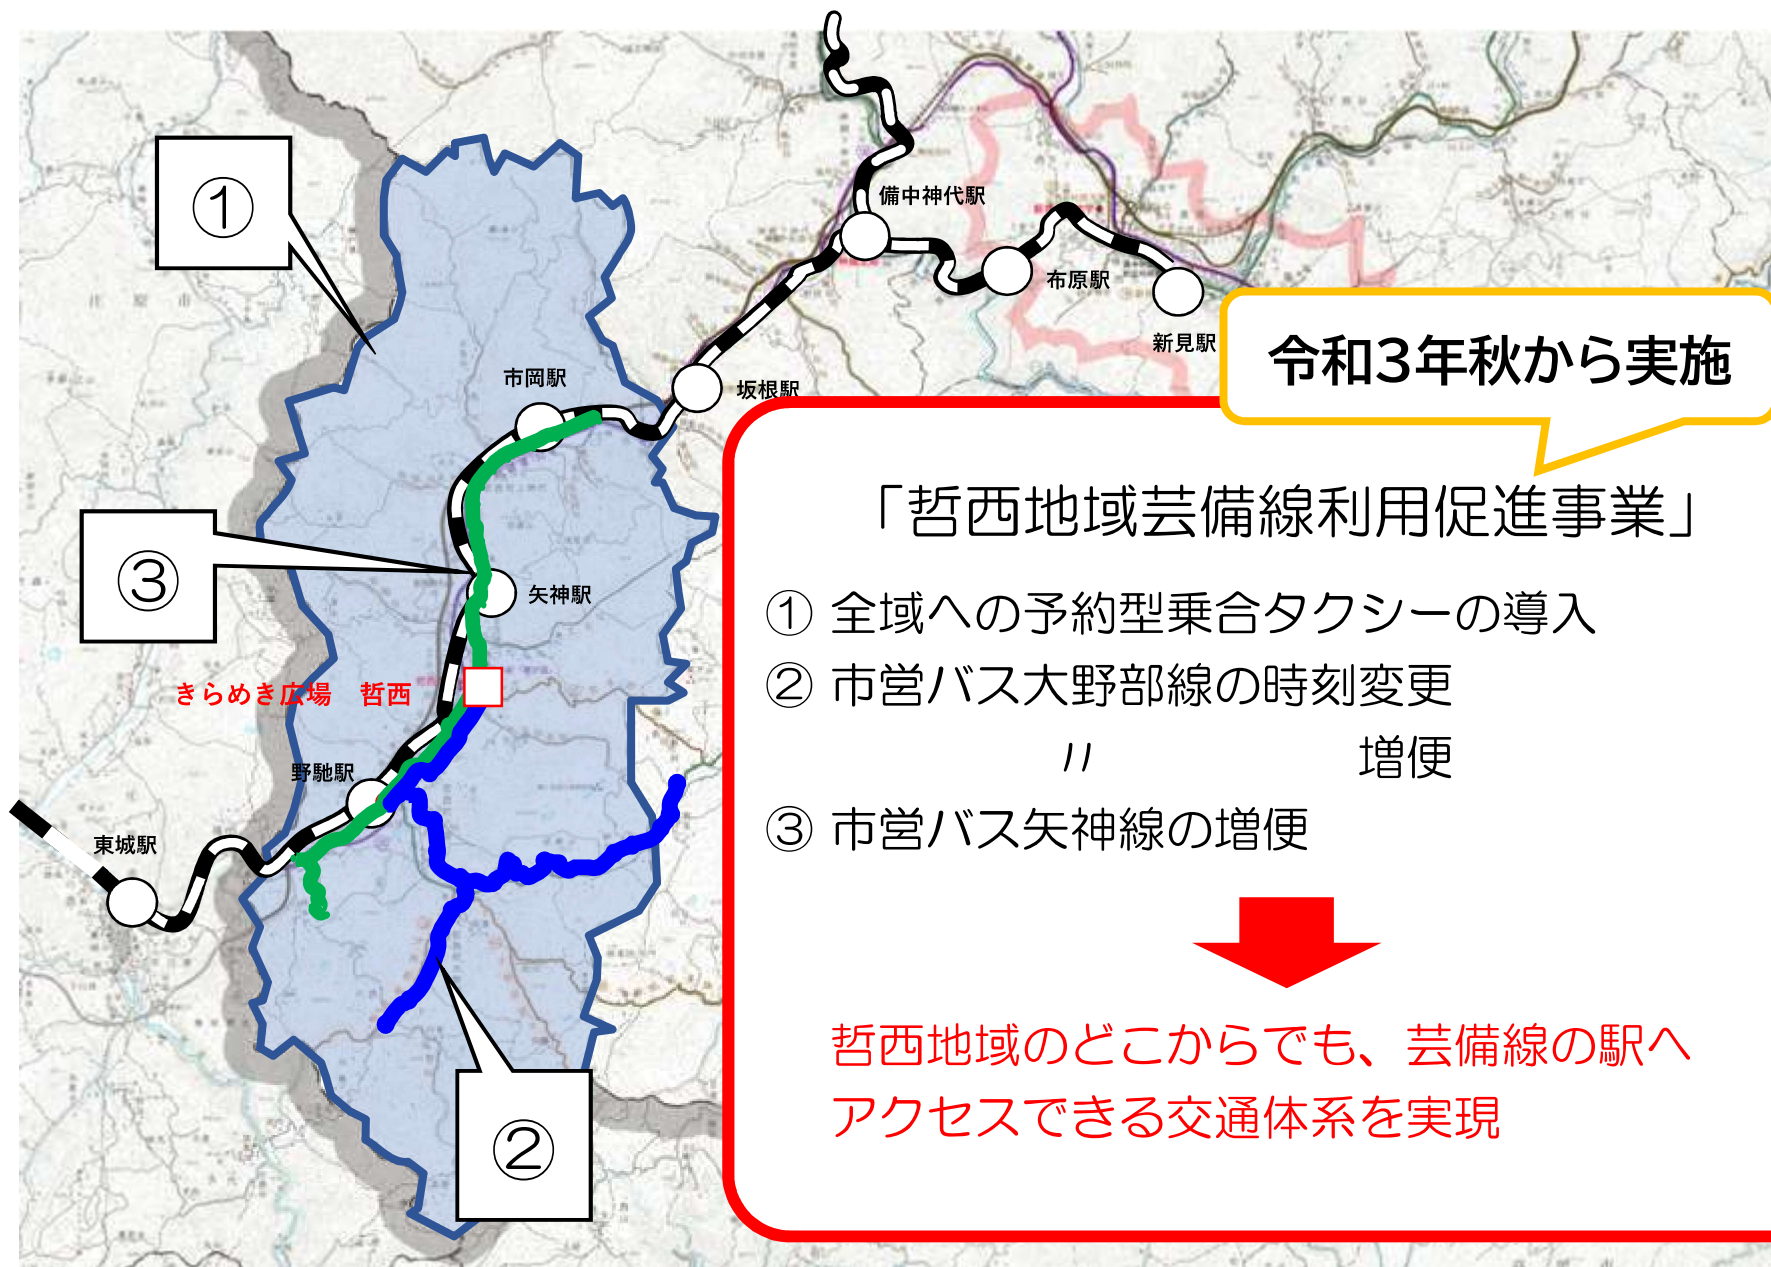 ①
備中神代駅
布原駅
新見駅
令和3年秋から実施
市岡駅
坂根駅
「哲西地域芸備線利用促進事業」
③
矢神駅
① 全域への予約型乗合タクシーの導入
② 市営バス大野部線の時刻変更
〃 増便
③ 市営バス矢神線の増便
きらめき広場 哲西
野馳駅
東城駅
哲西地域のどこからでも、芸備線の駅へ
アクセスできる交通体系を実現
②